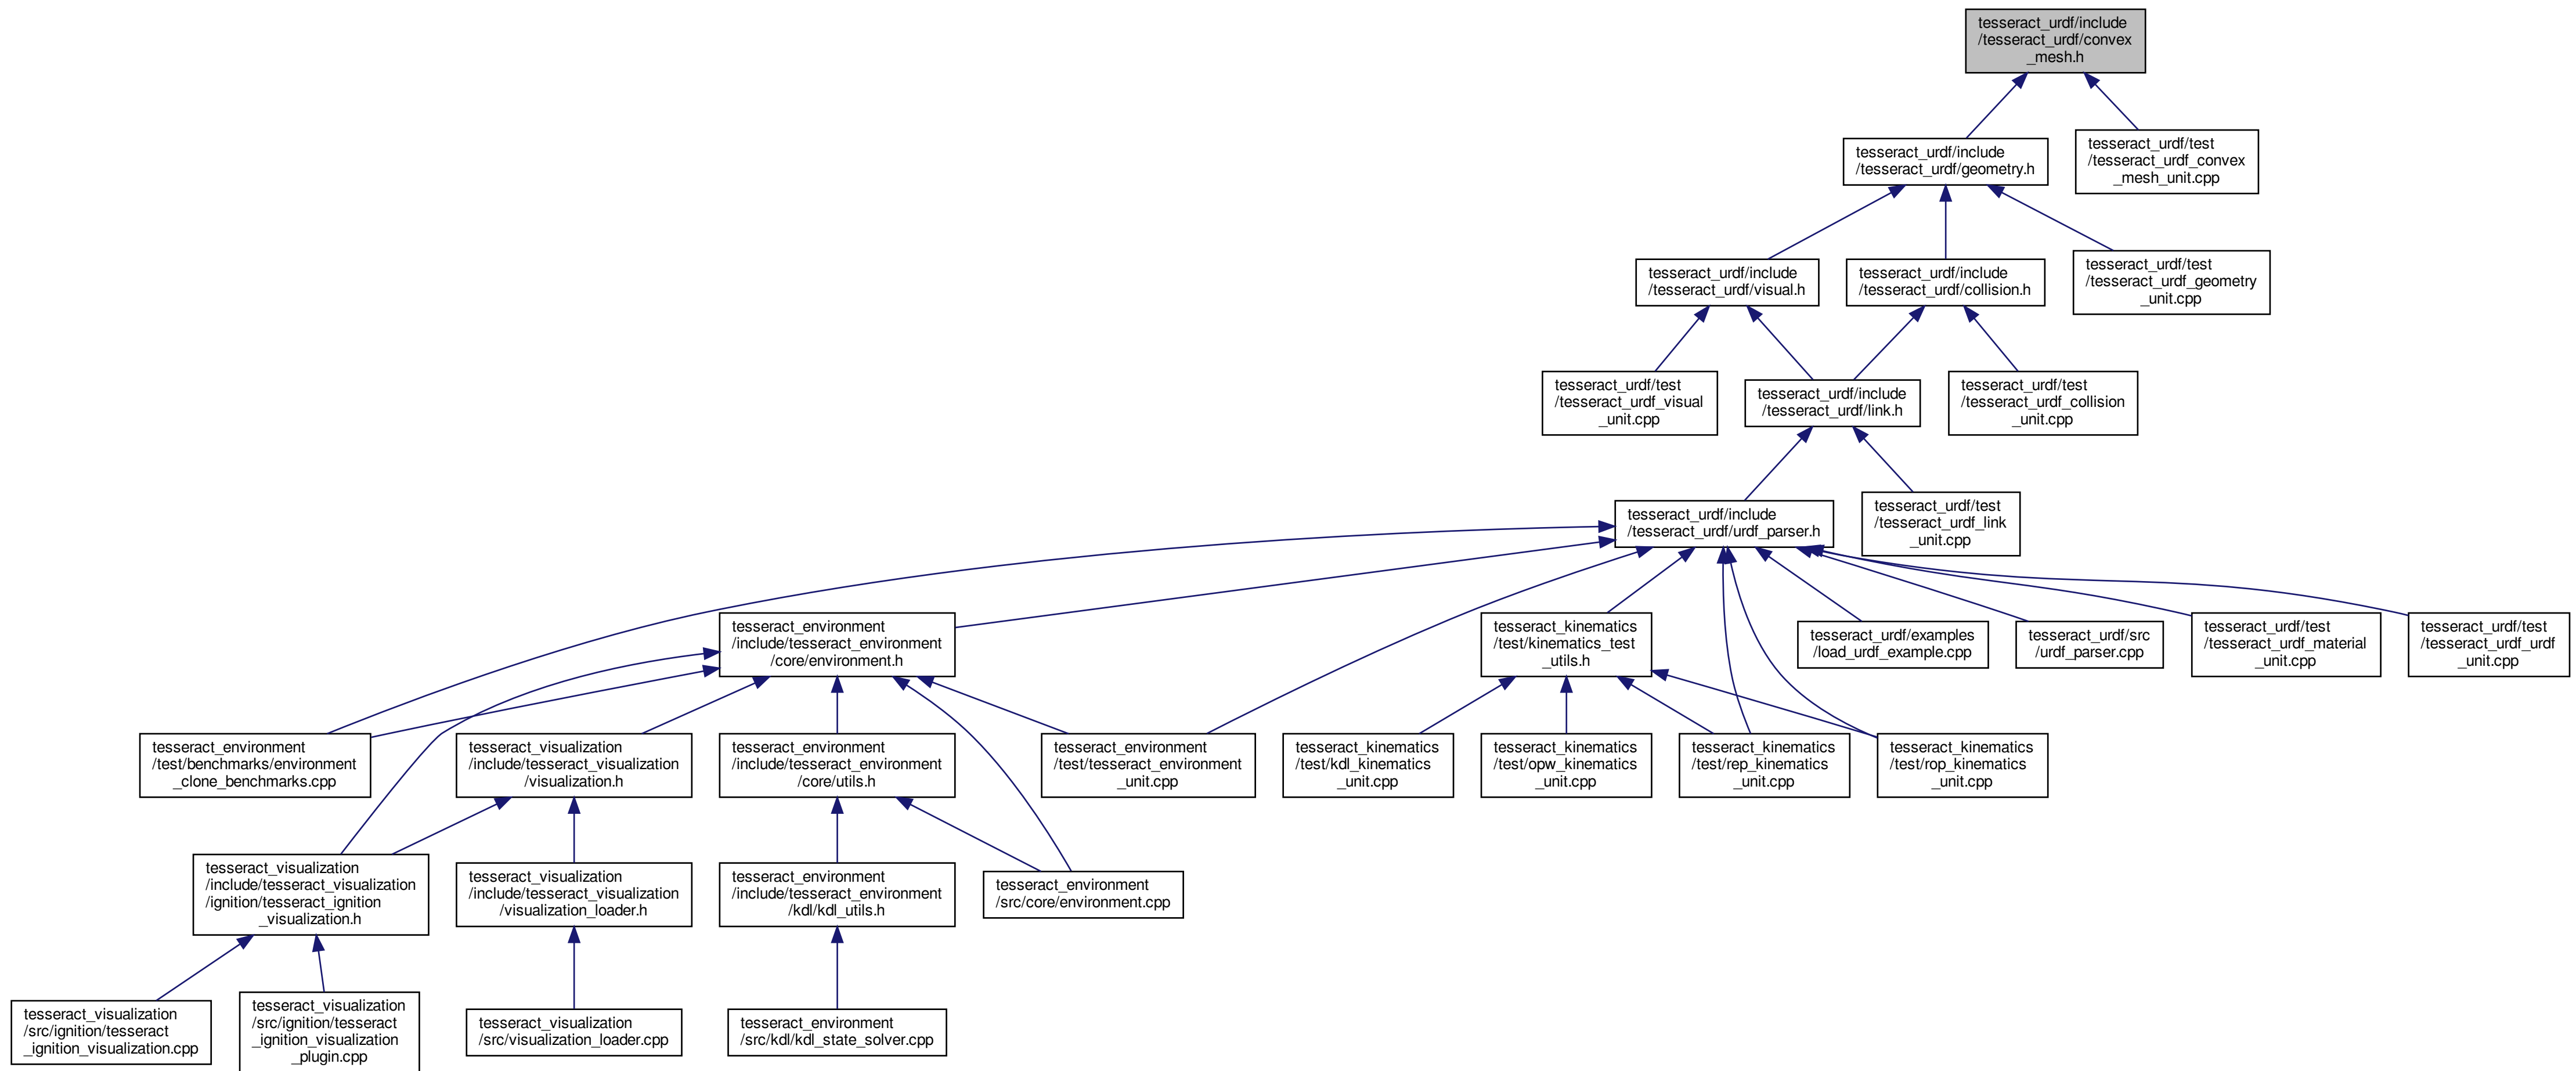 tesseract_urdf/include
/tesseract_urdf/convex
_mesh.h
tesseract_urdf/include
/tesseract_urdf/geometry.h
tesseract_urdf/test
/tesseract_urdf_convex
_mesh_unit.cpp
tesseract_urdf/include
/tesseract_urdf/visual.h
tesseract_urdf/include
/tesseract_urdf/collision.h
tesseract_urdf/test
/tesseract_urdf_geometry
_unit.cpp
tesseract_urdf/test
/tesseract_urdf_visual
_unit.cpp
tesseract_urdf/include
/tesseract_urdf/link.h
tesseract_urdf/test
/tesseract_urdf_collision
_unit.cpp
tesseract_urdf/include
/tesseract_urdf/urdf_parser.h
tesseract_urdf/test
/tesseract_urdf_link
_unit.cpp
tesseract_environment
/include/tesseract_environment
/core/environment.h
tesseract_kinematics
/test/kinematics_test
_utils.h
tesseract_urdf/examples
/load_urdf_example.cpp
tesseract_urdf/src
/urdf_parser.cpp
tesseract_urdf/test
/tesseract_urdf_material
_unit.cpp
tesseract_urdf/test
/tesseract_urdf_urdf
_unit.cpp
tesseract_environment
/test/benchmarks/environment
_clone_benchmarks.cpp
tesseract_visualization
/include/tesseract_visualization
/visualization.h
tesseract_environment
/include/tesseract_environment
/core/utils.h
tesseract_environment
/test/tesseract_environment
_unit.cpp
tesseract_kinematics
/test/kdl_kinematics
_unit.cpp
tesseract_kinematics
/test/opw_kinematics
_unit.cpp
tesseract_kinematics
/test/rep_kinematics
_unit.cpp
tesseract_kinematics
/test/rop_kinematics
_unit.cpp
tesseract_visualization
/include/tesseract_visualization
/ignition/tesseract_ignition
_visualization.h
tesseract_visualization
/include/tesseract_visualization
/visualization_loader.h
tesseract_environment
/include/tesseract_environment
/kdl/kdl_utils.h
tesseract_environment
/src/core/environment.cpp
tesseract_visualization
/src/ignition/tesseract
_ignition_visualization.cpp
tesseract_visualization
/src/ignition/tesseract
_ignition_visualization
_plugin.cpp
tesseract_visualization
/src/visualization_loader.cpp
tesseract_environment
/src/kdl/kdl_state_solver.cpp